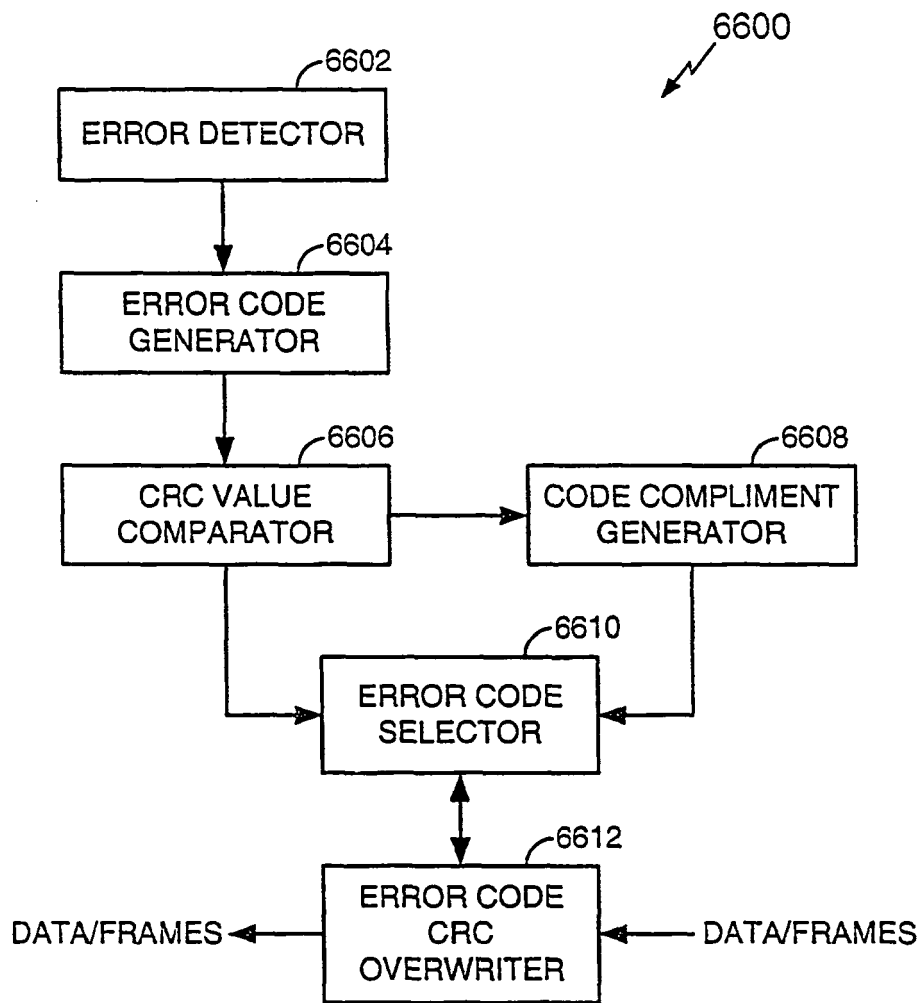 6600
6602
ERROR DETECTOR
6604
ERROR CODE
GENERATOR
6606
CRC VALUE
COMPARATOR
6608
CODE COMPLIMENT
GENERATOR
6610
ERROR CODE
SELECTOR
6612
ERROR CODE
CRC
OVERWRITER
DATA/FRAMES
DATA/FRAMES